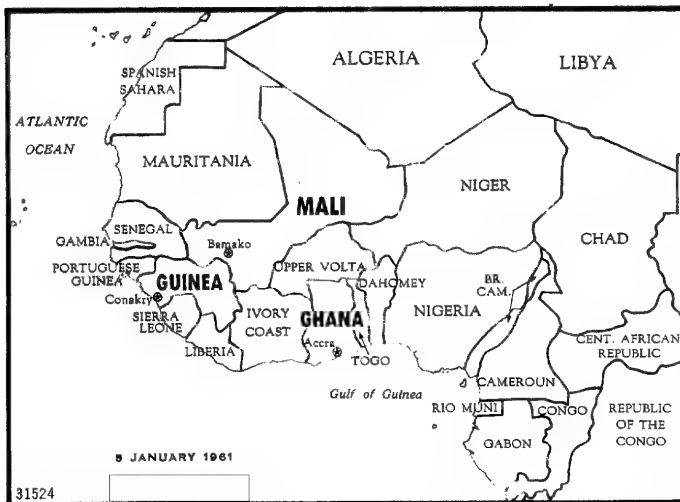 ALGERIA
LIBYA
SPANISH
SAHARA
ATLANTIC
OCEAN
MAURITANIA
NIGER
MALI
CHAD
SENEGAL
GAMBIA
Bamako
PORTUGUESE
GUINEA
GUINEA
UPPER VOLTA
DAHOMEY
BR.
CAM.
NIGERIA
Conakry
SIERRA
LEONE
IVORY
COAST
GHANA
LIBERIA
Accra
TOGO
CENT. AFRICAN
REPUBLIC
Gulf of Guinea
CAMEROUN
RIO MUNI
CONGO
REPUBLIC
OF THE
CONGO
GABON
5 JANUARY 1961
31524